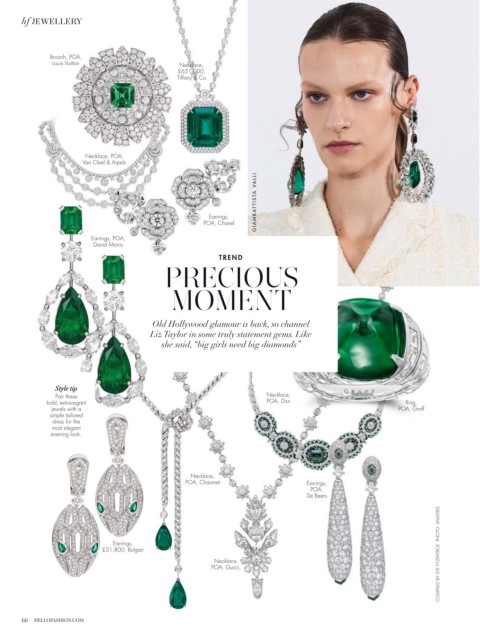 hf JEWELLERY
Brooch, POA,
Louis Vuitton
Necklace,
Tiffany & Co
Necklace, POA,
Van Cleef & Arpels
Earrings,
POA, Chanel
GIAMBATTISTA VALLI
Earrings, POA,
David Morris
TREND
PRECIOUS
MOMENT
Old Hollywood glamour is back, so channel
Liz Taylor in some truly statement gems. Like
she said, “big girls need big diamonds”
Style tip
Pair these
bold, extravagant
jewels with a
simple tailored
dress for the
most elegant
evening look.
Necklace,
POA, Dior
Ring,
POA, Graff
Necklace,
POA, Chaumet
Earrings,
POA,
De Beers
Earrings,
£31,800, Bulgari
Necklace,
POA, Gucci
66 HELLOFASHION.COM